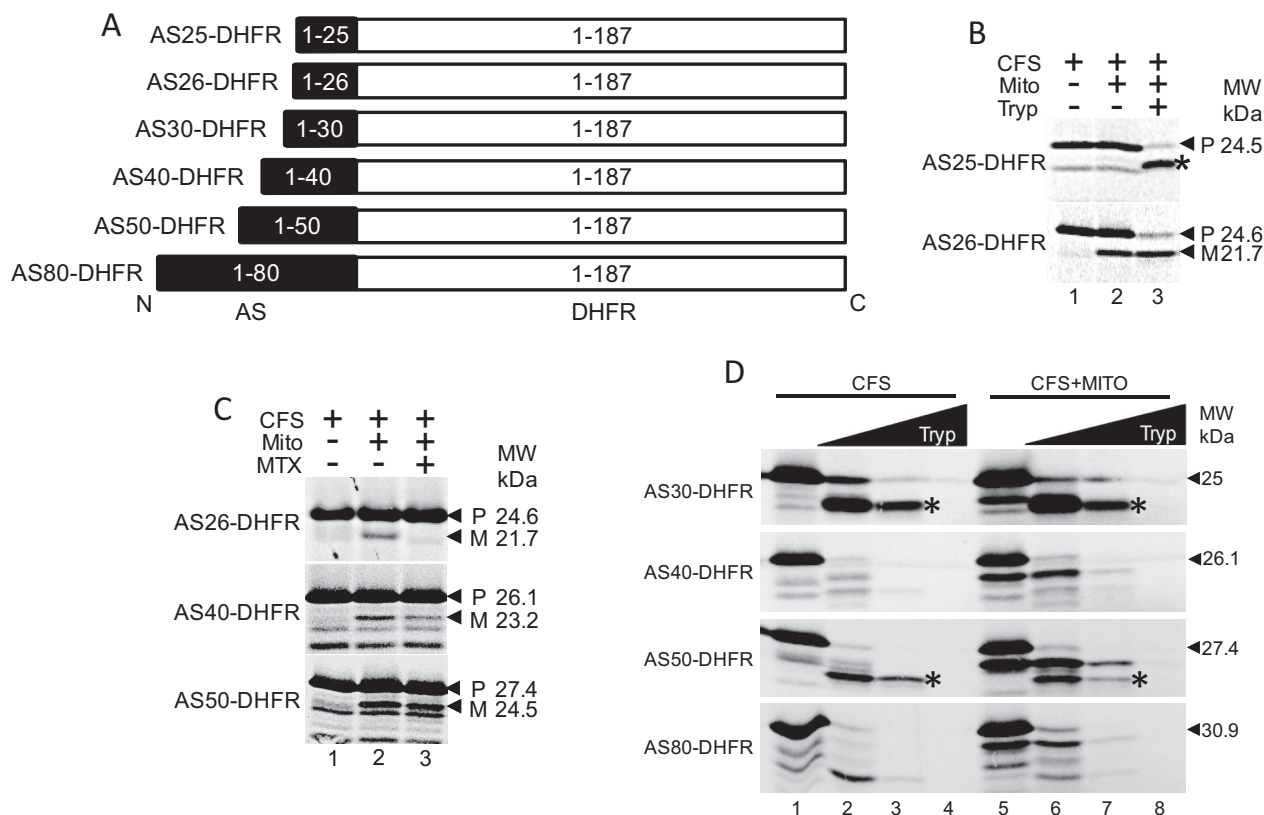 A
AS25-DHFR 1-25 1-187
AS26-DHFR 1-26 1-187
AS30-DHFR 1-30 1-187
AS40-DHFR 1-40 1-187
AS50-DHFR 1-50 1-187
AS80-DHFR 1-80 1-187
N AS DHFR C
B
CFS + + +
Mito - + + MW
Tryp - - + kDa
AS25-DHFR P 24.5
*
AS26-DHFR P 24.6
M21.7
1 2 3
C
CFS + + +
Mito - + + MW
MTX - - + kDa
AS26-DHFR P 24.6
M 21.7
AS40-DHFR P 26.1
M 23.2
AS50-DHFR P 27.4
M 24.5
1 2 3
D
CFS CFS+MITO
Tryp Tryp MW
kDa
AS30-DHFR 25
* *
AS40-DHFR 26.1
AS50-DHFR 27.4
* *
AS80-DHFR 30.9
1 2 3 4 5 6 7 8